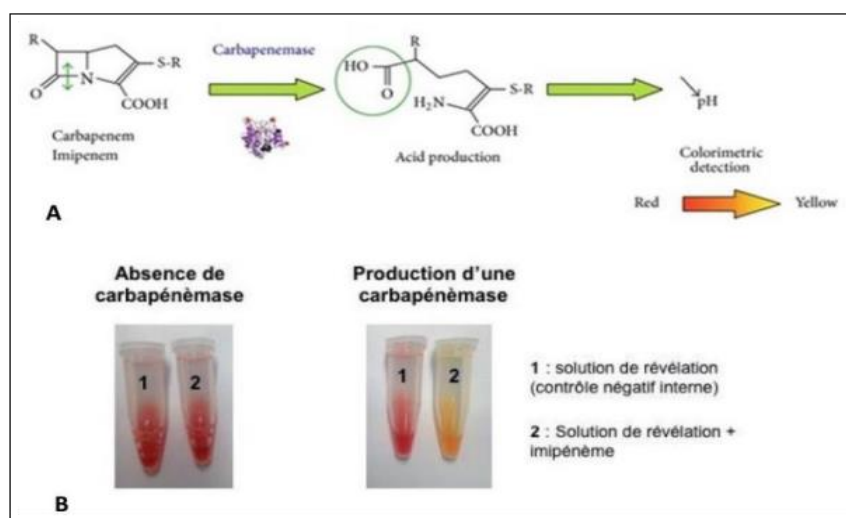 R
N
O
S-R
COOH
Carbapenem
Imipenem
Carbapenemase
R
HO
O
H₂N
S-R
COOH
Acid production
pH
Colorimetric
detection
Red
Yellow
A
Absence de
carbapénèmase
1
2
Production d'une
carbapénèmase
1
2
1 : solution de révélation
(contrôle négatif interne)
2 : Solution de révélation +
imipénème
B